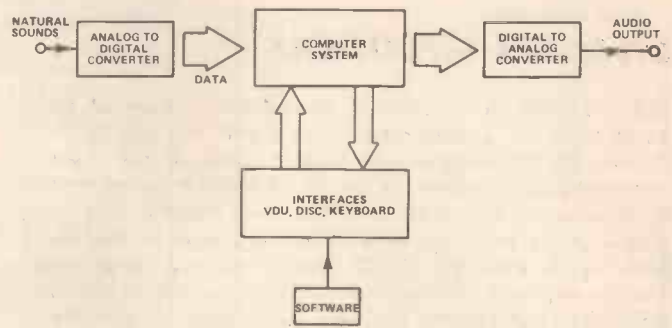 NATURAL
SOUNDS
ANALOG TO
DIGITAL
CONVERTER
DATA
COMPUTER
SYSTEM
DIGITAL TO
ANALOG
CONVERTER
AUDIO
OUTPUT
INTERFACES
VDU, DISC, KEYBOARD
SOFTWARE